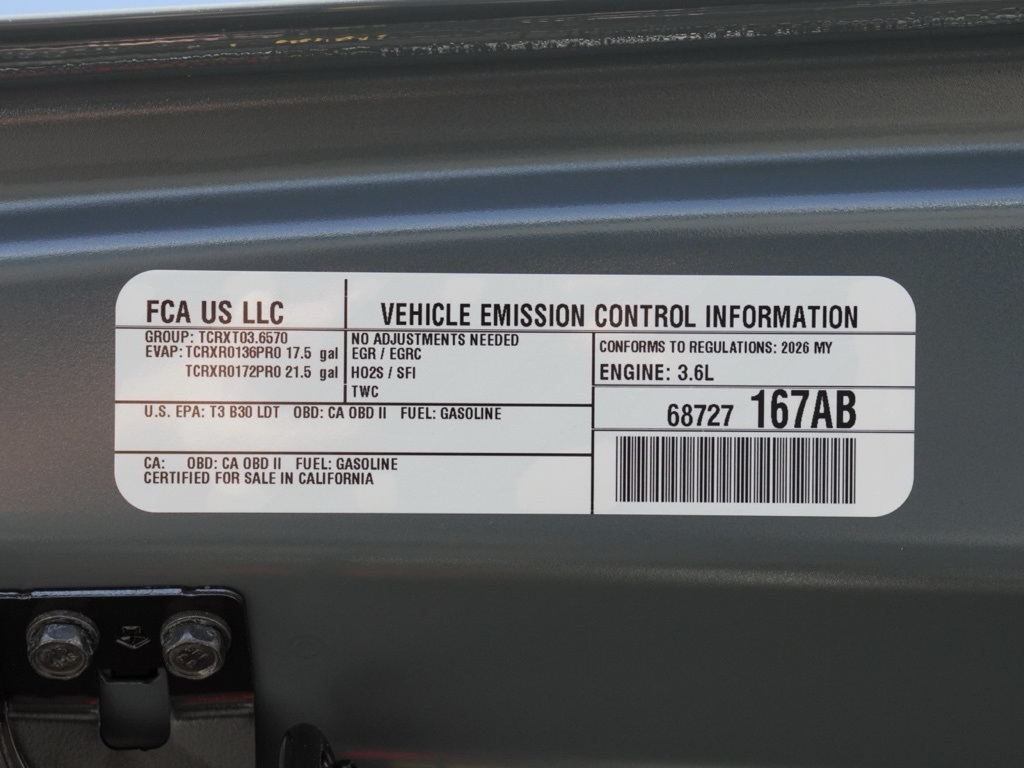 FCA US LLC
VEHICLE EMISSION CONTROL INFORMATION
GROUP: TCRXT03.6570
EVAP: TCRXR0136PR0 17.5 gal
TCRXR0172PR0 21.5 gal
NO ADJUSTMENTS NEEDED
EGR / EGRC
HO2S / SFI
TWC
CONFORMS TO REGULATIONS: 2026 MY
ENGINE: 3.6L
68727 167AB
U.S. EPA: T3 B30 LDT OBD: CA OBD II FUEL: GASOLINE
CA: OBD: CA OBD II FUEL: GASOLINE
CERTIFIED FOR SALE IN CALIFORNIA